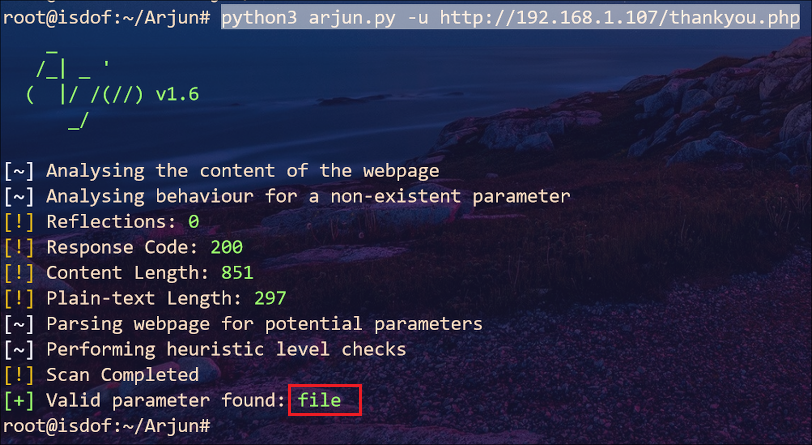 root@isdof:~/Arjun# python3 arjun.py -u http://192.168.1.107/thankyou.php
    _
   /_| _ '
  (  |/ /(//) v1.6
      _/
[~] Analysing the content of the webpage
[~] Analysing behaviour for a non-existent parameter
[!] Reflections: 0
[!] Response Code: 200
[!] Content Length: 851
[!] Plain-text Length: 297
[~] Parsing webpage for potential parameters
[~] Performing heuristic level checks
[!] Scan Completed
[+] Valid parameter found: file
root@isdof:~/Arjun#